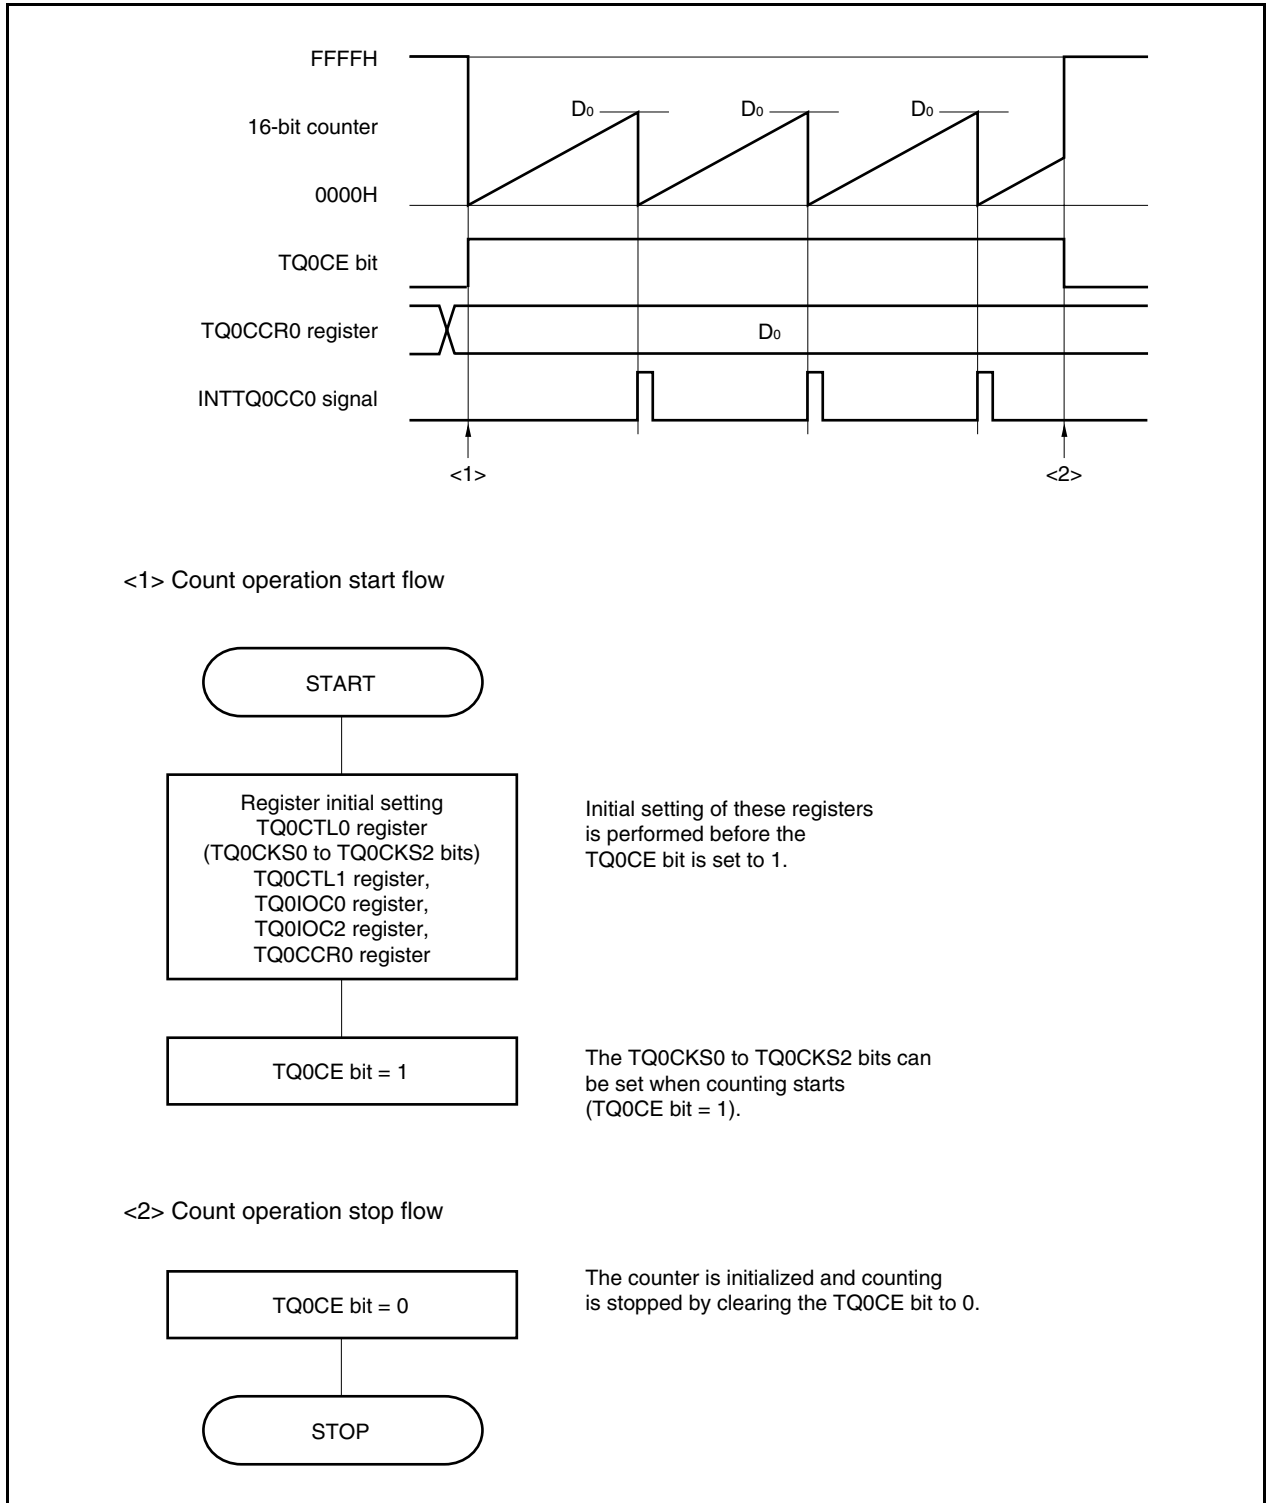 FFFFH
D0 D0 D0
16-bit counter
0000H
TQ0CE bit
TQ0CCR0 register D0
INTTQ0CC0 signal
<1> <2>
<1> Count operation start flow
START
Register initial setting
TQ0CTL0 register
(TQ0CKS0 to TQ0CKS2 bits)
TQ0CTL1 register,
TQ0IOC0 register,
TQ0IOC2 register,
TQ0CCR0 register
Initial setting of these registers
is performed before the
TQ0CE bit is set to 1.
TQ0CE bit = 1
The TQ0CKS0 to TQ0CKS2 bits can
be set when counting starts
(TQ0CE bit = 1).
<2> Count operation stop flow
TQ0CE bit = 0
The counter is initialized and counting
is stopped by clearing the TQ0CE bit to 0.
STOP